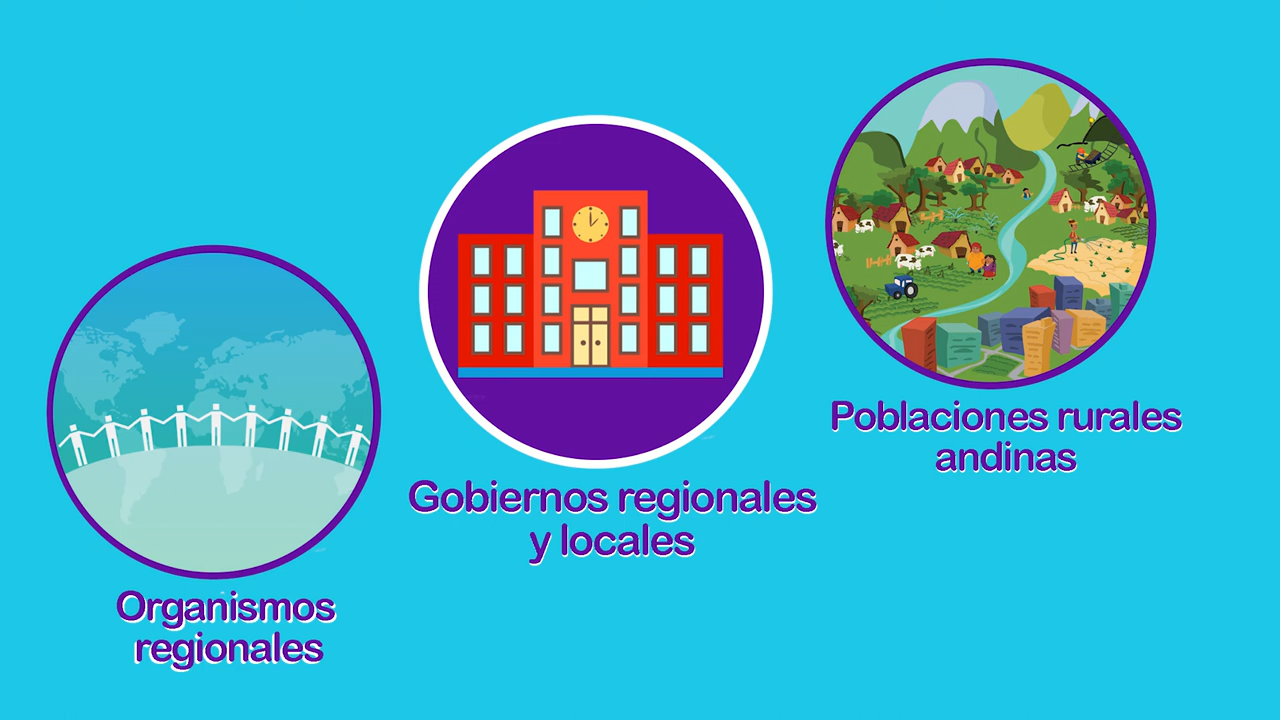 Organismos
regionales
Gobiernos regionales
y locales
Poblaciones rurales
andinas